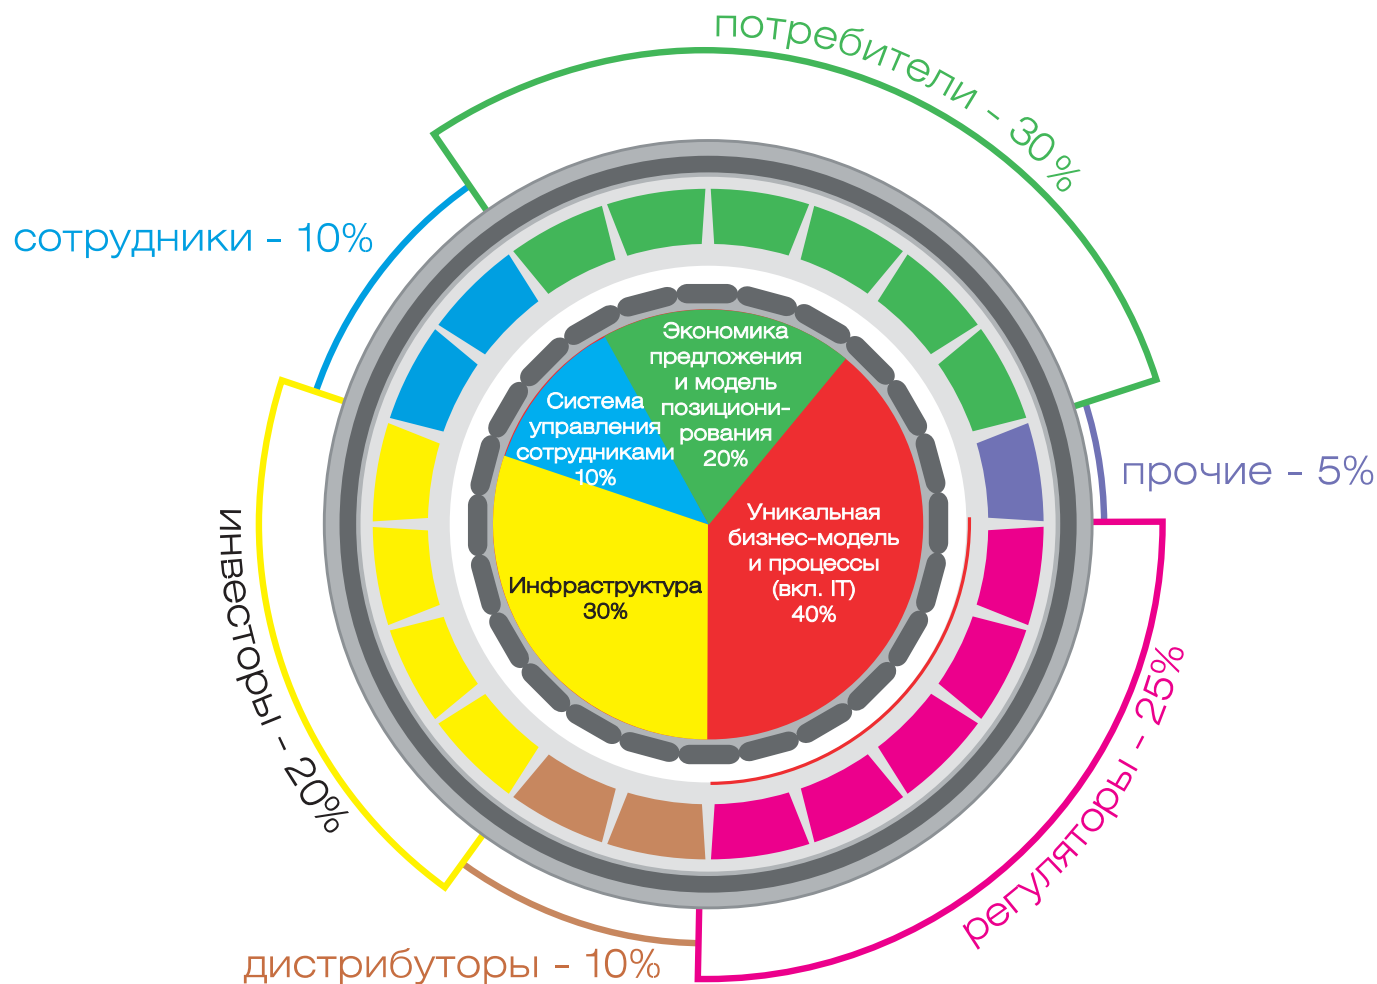 потребители - 30%
сотрудники - 10%
Экономика
предложения
и модель
позициони-
рования
20%
Система
управления
сотрудниками
10%
прочие - 5%
Уникальная
бизнес-модель
и процессы
(вкл. IT)
40%
Инфраструктура
30%
инвесторы - 20%
регуляторы - 25%
дистрибуторы - 10%